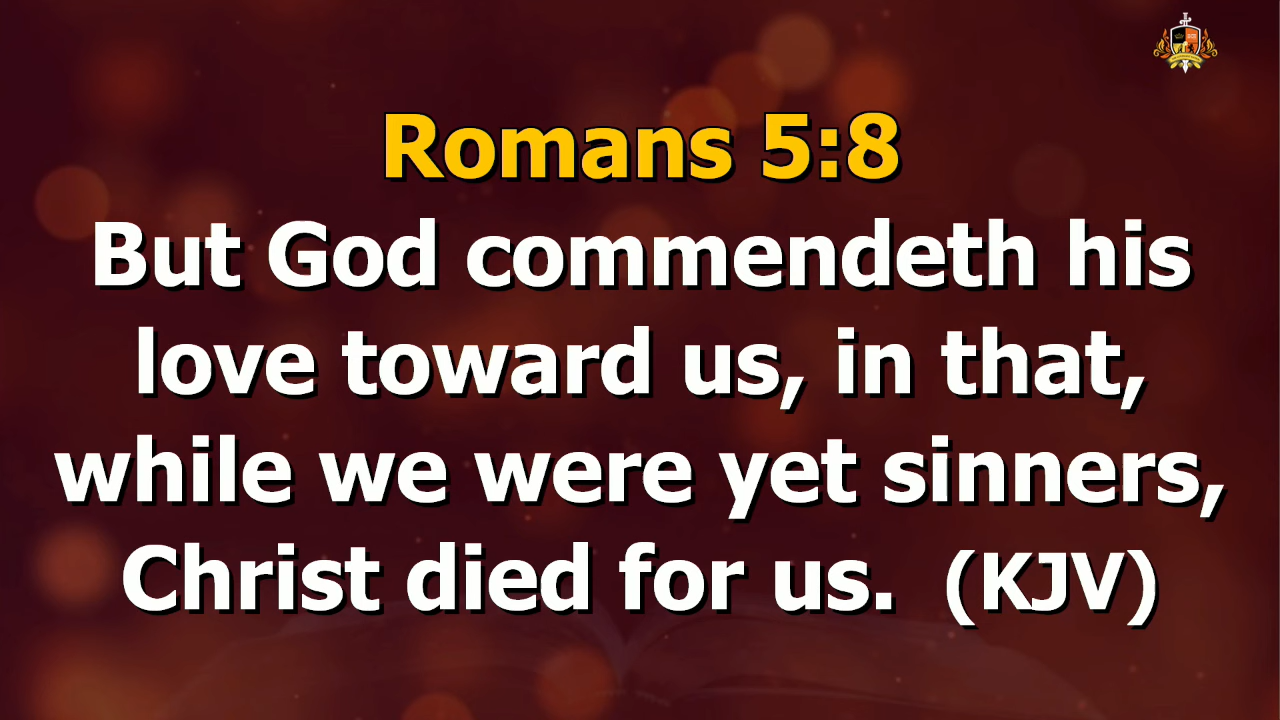 Romans 5:8
But God commendeth his
love toward us, in that,
while we were yet sinners,
Christ died for us. (KJV)